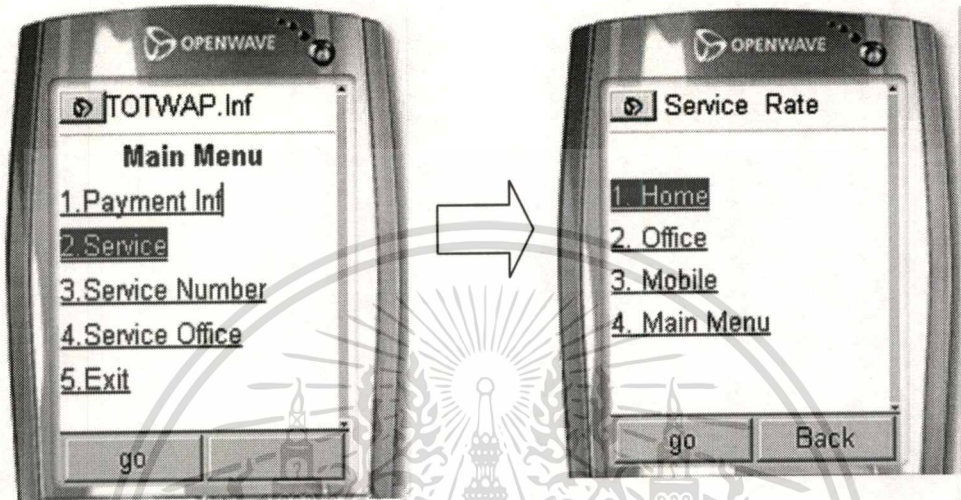 OPENWAVE
TOTWAP.Inf
Main Menu
1.Payment Inf
2.Service
3.Service Number
4.Service Office
5.Exit
go
OPENWAVE
Service Rate
1. Home
2. Office
3. Mobile
4. Main Menu
go Back